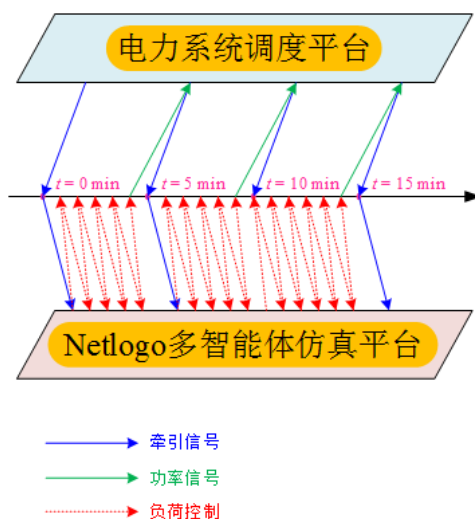 电力系统调度平台
t = 0 min
t = 5 min
t = 10 min
t = 15 min
Netlogo多智能体仿真平台
牵引信号
功率信号
负荷控制